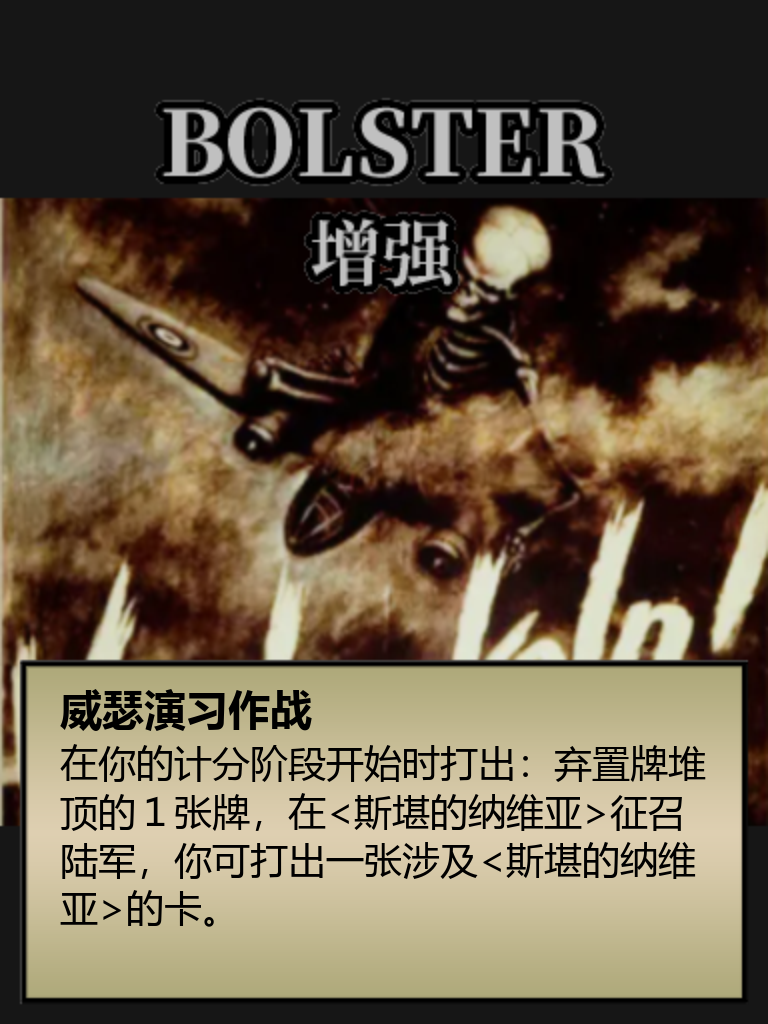 BOLSTER
增强
威瑟演习作战
在你的计分阶段开始时打出：弃置牌堆
顶的１张牌，在<斯堪的纳维亚>征召
陆军，你可打出一张涉及<斯堪的纳维
亚>的卡。